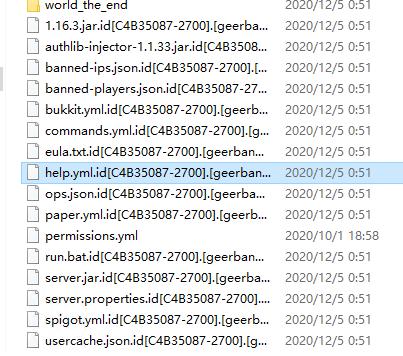 world_the_end 2020/12/5 0:51
1.16.3.jar.id[C4B35087-2700].[geerb... 2020/12/5 0:51
authlib-injector-1.1.33.jar.id[C4B3508... 2020/12/5 0:51
banned-ips.json.id[C4B35087-2700].... 2020/12/5 0:51
banned-players.json.id[C4B35087-27... 2020/12/5 0:51
bukkit.yml.id[C4B35087-2700].[geerb... 2020/12/5 0:51
commands.yml.id[C4B35087-2700].[g... 2020/12/5 0:51
eula.txt.id[C4B35087-2700].[geerban... 2020/12/5 0:51
help.yml.id[C4B35087-2700].[geerban... 2020/12/5 0:51
ops.json.id[C4B35087-2700].[geerba... 2020/12/5 0:51
paper.yml.id[C4B35087-2700].[geerba... 2020/12/5 0:51
permissions.yml 2020/10/1 18:58
run.bat.id[C4B35087-2700].[geerba... 2020/12/5 0:51
server.jar.id[C4B35087-2700].[geerba... 2020/12/5 0:51
server.properties.id[C4B35087-2700].... 2020/12/5 0:51
spigot.yml.id[C4B35087-2700].[geerb... 2020/12/5 0:51
usercache.json.id[C4B35087-2700].[g... 2020/12/5 0:51